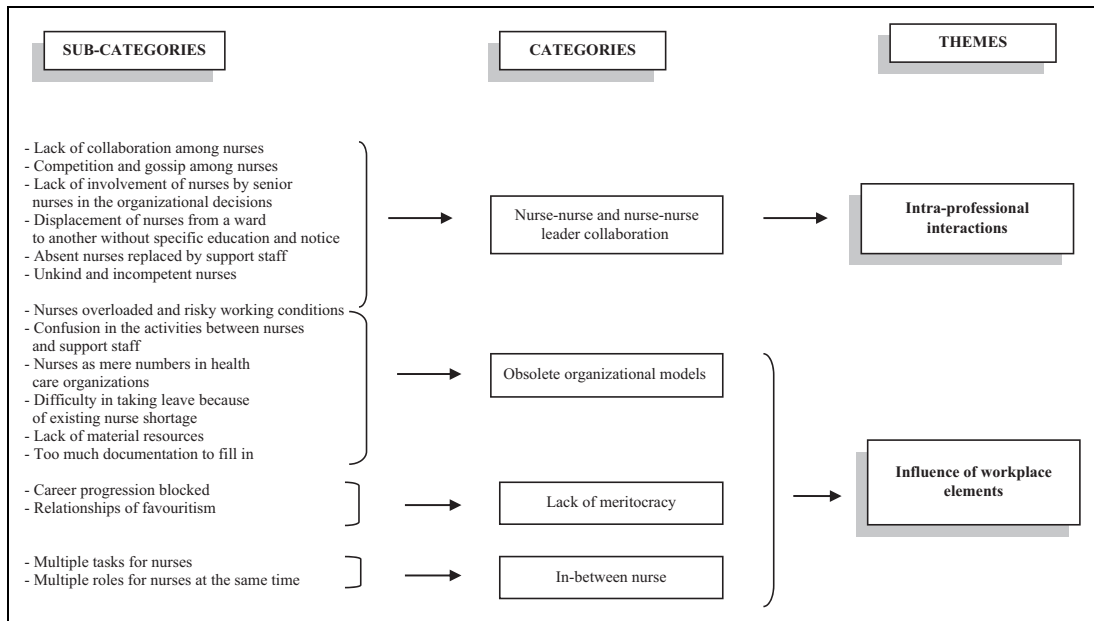 SUB-CATEGORIES
CATEGORIES
THEMES
- Lack of collaboration among nurses
- Competition and gossip among nurses
- Lack of involvement of nurses by senior
nurses in the organizational decisions
- Displacement of nurses from a ward
to another without specific education and notice
- Absent nurses replaced by support staff
- Unkind and incompetent nurses
Nurse-nurse and nurse-nurse
leader collaboration
Intra-professional
interactions
- Nurses overloaded and risky working conditions
- Confusion in the activities between nurses
and support staff
- Nurses as mere numbers in health
care organizations
- Difficulty in taking leave because
of existing nurse shortage
- Lack of material resources
- Too much documentation to fill in
Obsolete organizational models
- Career progression blocked
- Relationships of favouritism
Lack of meritocracy
- Multiple tasks for nurses
- Multiple roles for nurses at the same time
In-between nurse
Influence of workplace
elements